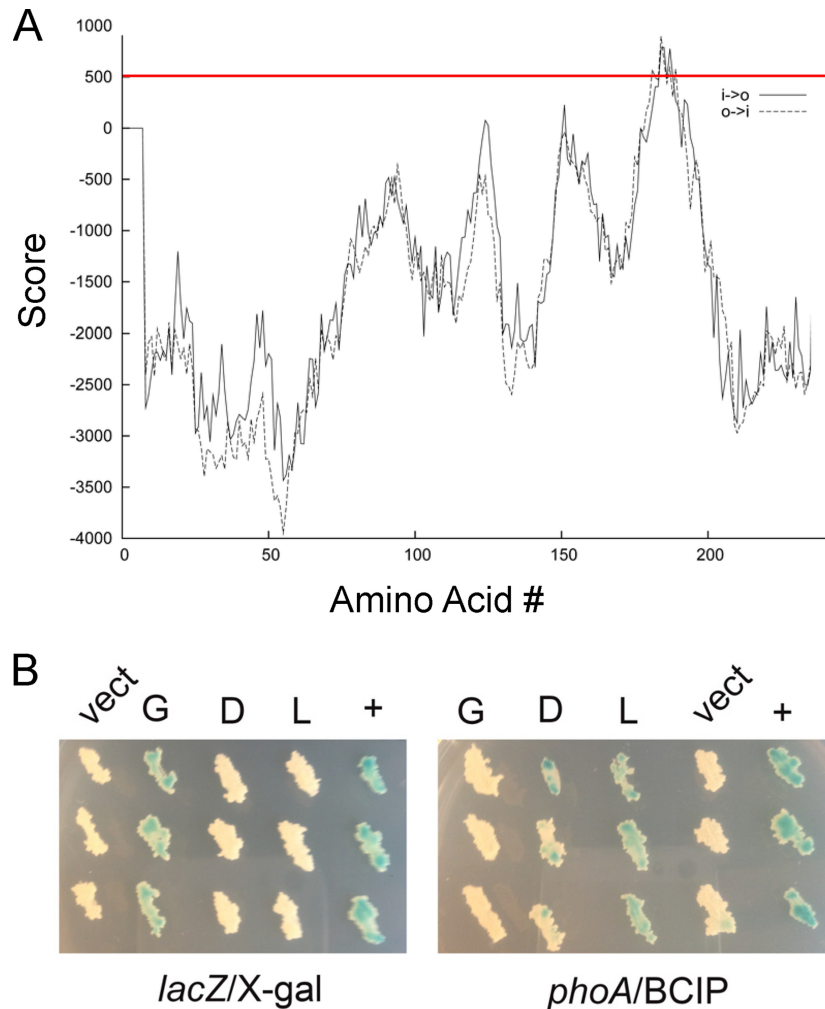 A
1000
500
0
-500
-1000
-1500
-2000
-2500
-3000
-3500
-4000
Score
i->o
o->i
0 50 100 150 200
Amino Acid #
B
vect G D L +
G D L vect +
lacZ/X-gal
phoA/BCIP